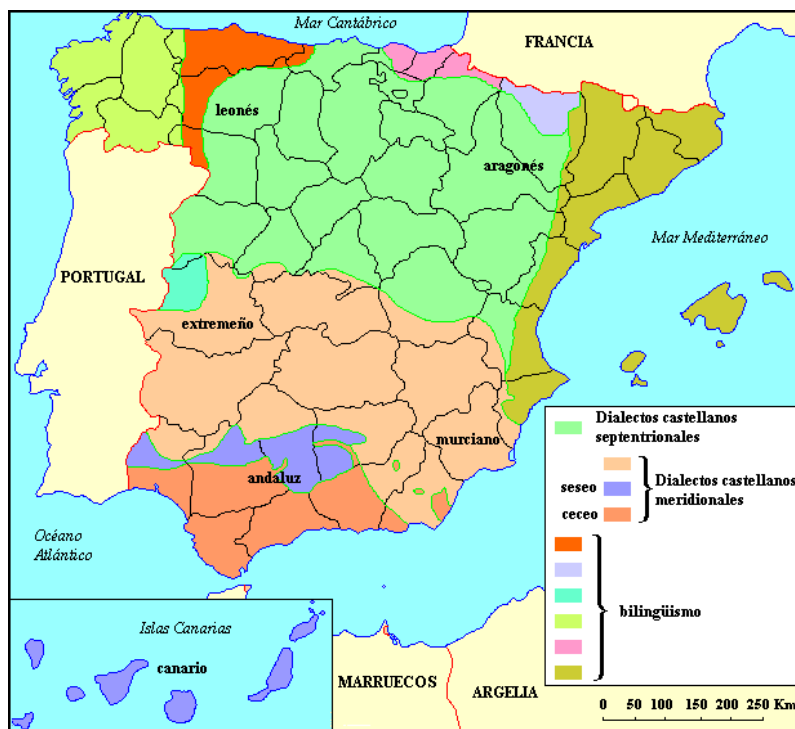 Mar Cantábrico
FRANCIA
leonés
aragonés
Mar Mediterráneo
PORTUGAL
extremeño
murciano
andaluz
Océano
Atlántico
Dialectos castellanos
septentrionales
seseo
ceceo
Dialectos castellanos
meridionales
bilingüismo
Islas Canarias
canario
MARRUECOS
ARGELIA
0 50 100 150 200 250 Km